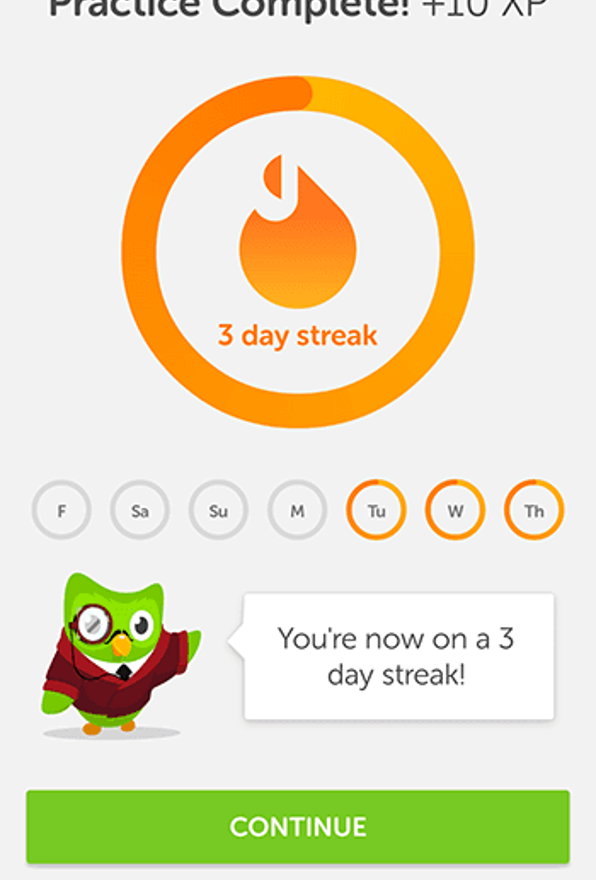 Practice Complete! +10 XP
3 day streak
F Sa Su M Tu W Th
You're now on a 3
day streak!
CONTINUE